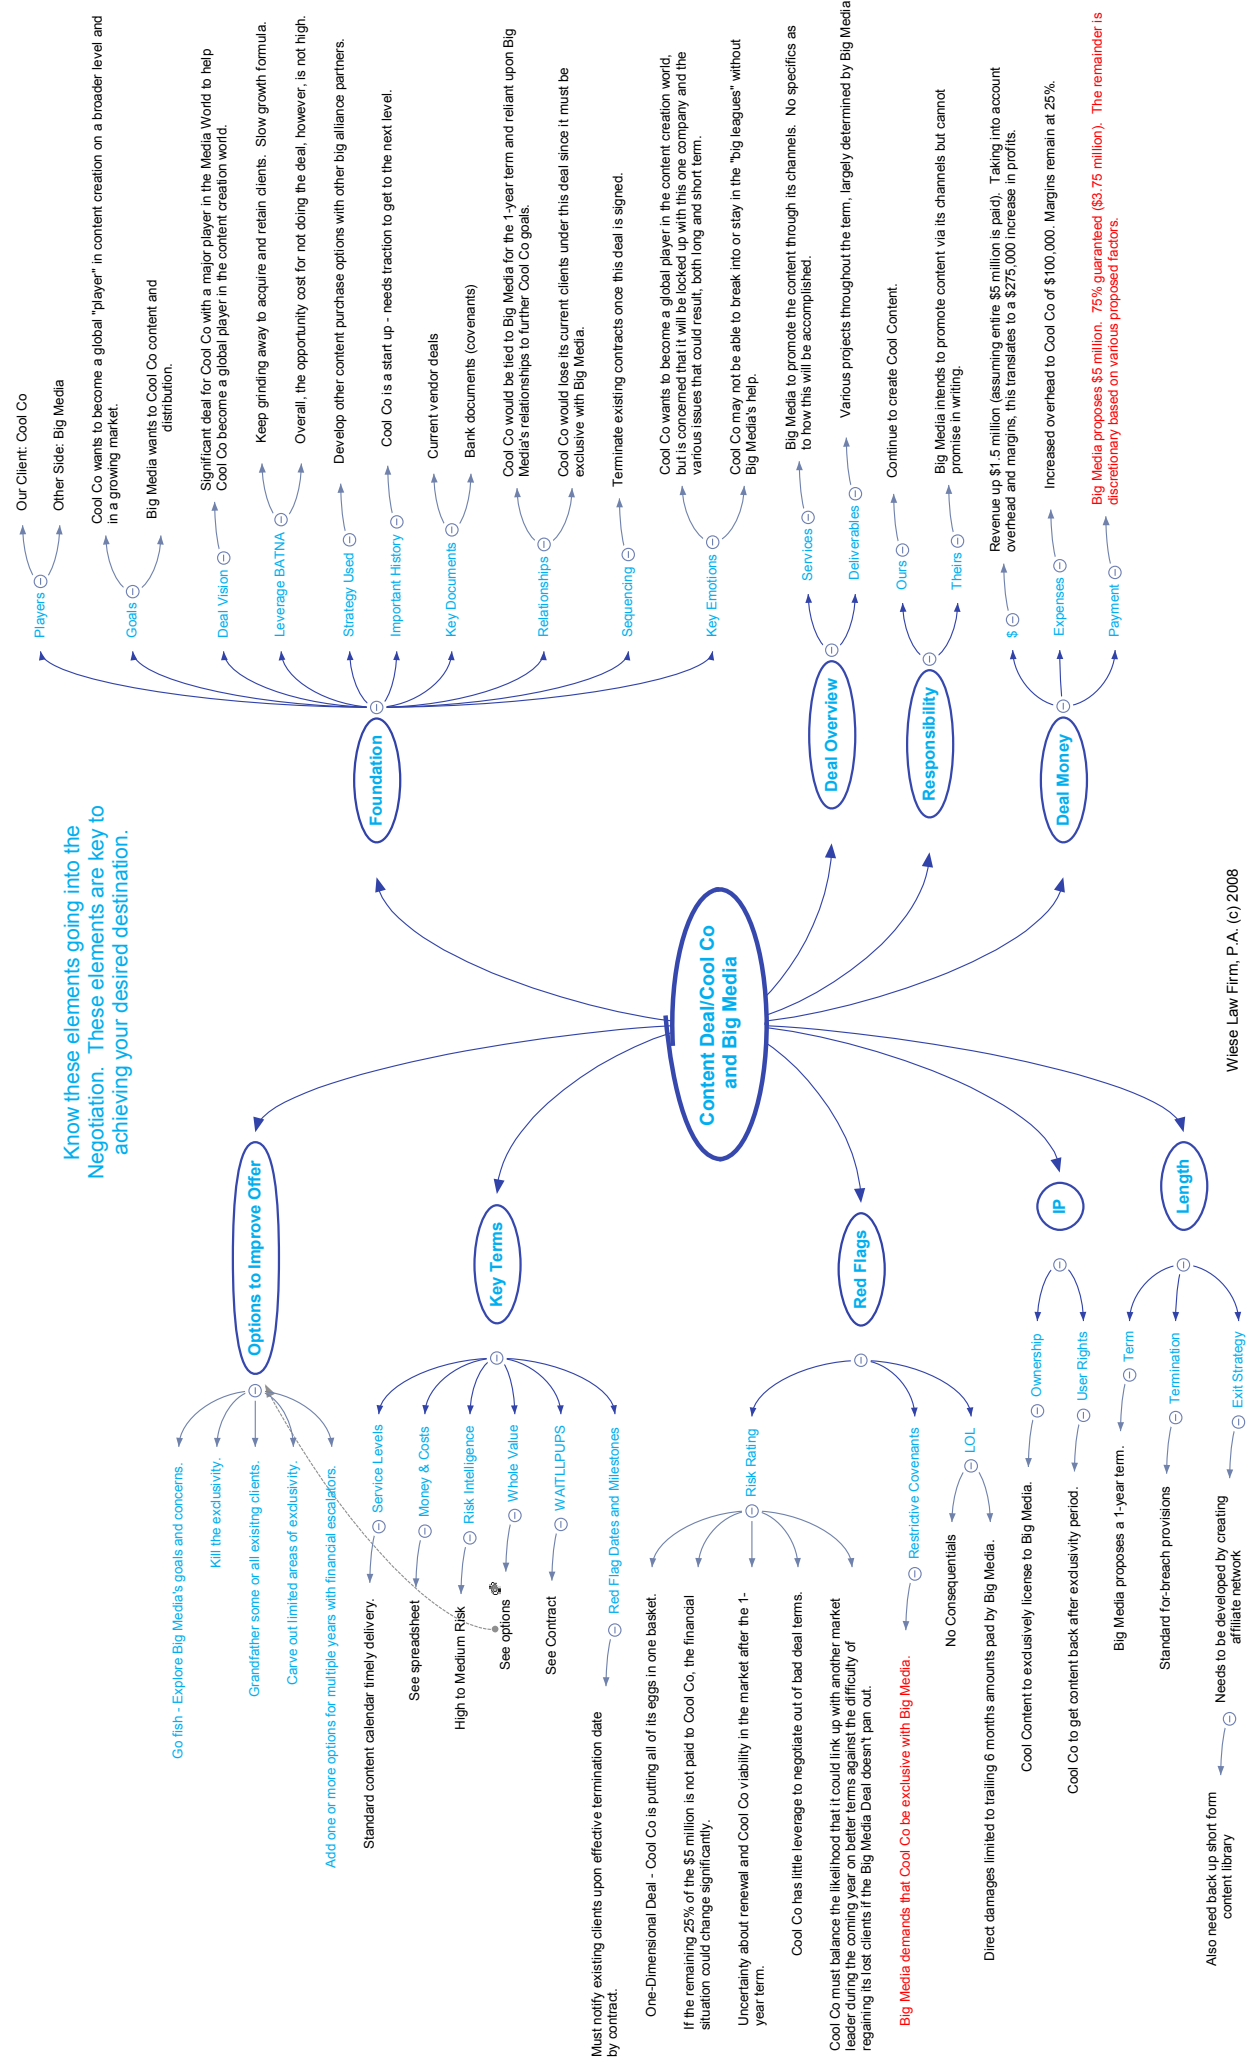 Know these elements going into the
Negotiation. These elements are key to
achieving your desired destination.
Content Deal/Cool Co
and Big Media
Foundation
Players
Our Client: Cool Co
Other Side: Big Media
Goals
Cool Co wants to become a global "player" in content creation on a broader level and
in a growing market.
Big Media wants to Cool Co content and
distribution.
Deal Vision
Significant deal for Cool Co with a major player in the Media World to help
Cool Co become a global player in the content creation world.
Leverage BATNA
Keep grinding away to acquire and retain clients. Slow growth formula.
Overall, the opportunity cost for not doing the deal, however, is not high.
Strategy Used
Develop other content purchase options with other big alliance partners.
Important History
Cool Co is a start up - needs traction to get to the next level.
Key Documents
Current vendor deals
Bank documents (covenants)
Relationships
Cool Co would be tied to Big Media for the 1-year term and reliant upon Big
Media's relationships to further Cool Co goals.
Cool Co would lose its current clients under this deal since it must be
exclusive with Big Media.
Sequencing
Terminate existing contracts once this deal is signed.
Key Emotions
Cool Co wants to become a global player in the content creation world,
but is concerned that it will be locked up with this one company and the
various issues that could result, both long and short term.
Cool Co may not be able to break into or stay in the "big leagues" without
Big Media's help.
Deal Overview
Services
Big Media to promote the content through its channels. No specifics as
to how this will be accomplished.
Deliverables
Various projects throughout the term, largely determined by Big Media
Responsibility
Ours
Continue to create Cool Content.
Theirs
Big Media intends to promote content via its channels but cannot
promise in writing.
Deal Money
$
Revenue up $1.5 million (assuming entire $5 million is paid). Taking into account
overhead and margins, this translates to a $275,000 increase in profits.
Expenses
Increased overhead to Cool Co of $100,000. Margins remain at 25%.
Payment
Big Media proposes $5 million. 75% guaranteed ($3.75 million). The remainder is
discretionary based on various proposed factors.
Options to Improve Offer
Go fish - Explore Big Media's goals and concerns.
Kill the exclusivity.
Grandfather some or all exisitng clients.
Carve out limited areas of exclusivity.
Add one or more options for multiple years with financial escalators.
Key Terms
Service Levels
Standard content calendar timely delivery.
Money & Costs
See spreadsheet
Risk Intelligence
High to Medium Risk
Whole Value
See options
WAITLLPUPS
See Contract
Red Flag Dates and Milestones
Must notify existing clients upon effective termination date
by contract.
Red Flags
Risk Rating
One-Dimensional Deal - Cool Co is putting all of its eggs in one basket.
If the remaining 25% of the $5 million is not paid to Cool Co, the financial
situation could change significantly.
Uncertainty about renewal and Cool Co viability in the market after the 1-
year term.
Cool Co has little leverage to negotiate out of bad deal terms.
Cool Co must balance the likelihood that it could link up with another market
leader during the coming year on better terms against the difficulty of
regaining its lost clients if the Big Media Deal doesn't pan out.
Restrictive Covenants
Big Media demands that Cool Co be exclusive with Big Media.
LOL
No Consequentials
Direct damages limited to trailing 6 months amounts pad by Big Media.
IP
Ownership
Cool Content to exclusively license to Big Media.
User Rights
Cool Co to get content back after exclusivity period.
Length
Term
Big Media proposes a 1-year term.
Termination
Standard for-breach provisions
Exit Strategy
Needs to be developed by creating
affiliate network
Also need back up short form
content library
Wiese Law Firm, P.A. (c) 2008